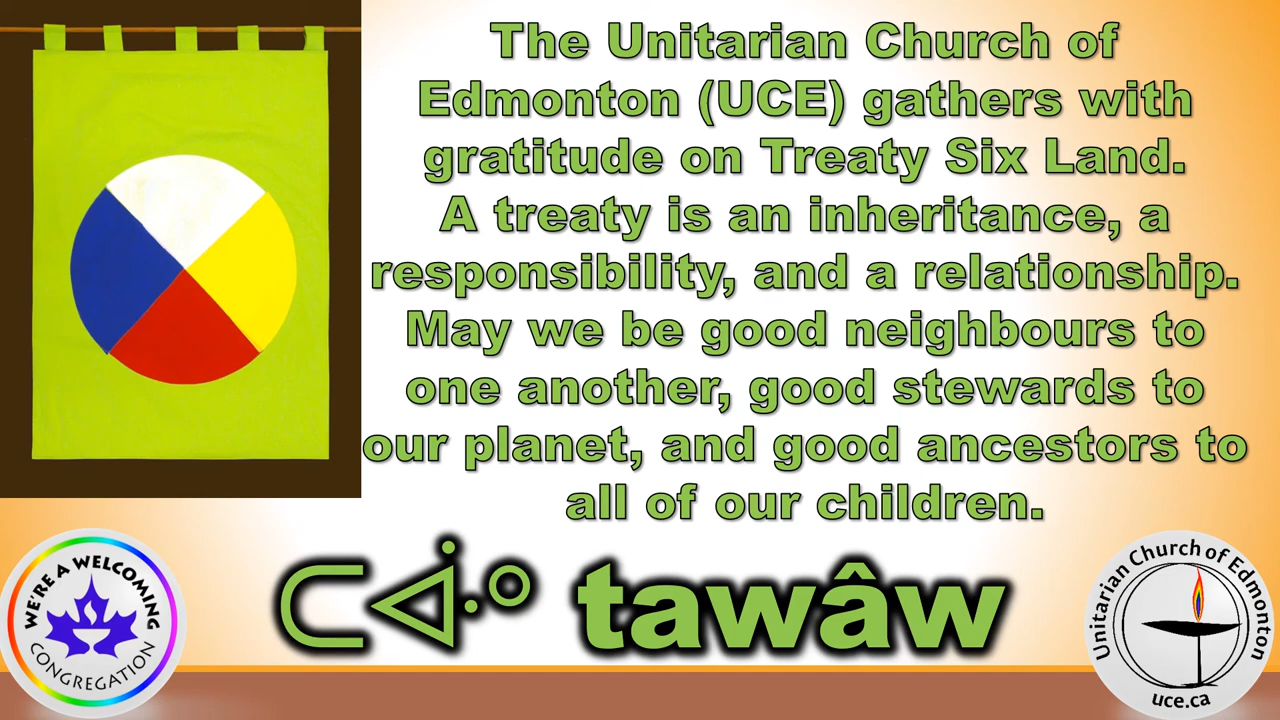 The Unitarian Church of
Edmonton (UCE) gathers with
gratitude on Treaty Six Land.
A treaty is an inheritance, a
responsibility, and a relationship.
May we be good neighbours to
one another, good stewards to
our planet, and good ancestors to
all of our children.
ᑕᐚᐤ tawâw
WE'RE A WELCOMING
CONGREGATION
Unitarian Church of Edmonton
uce.ca